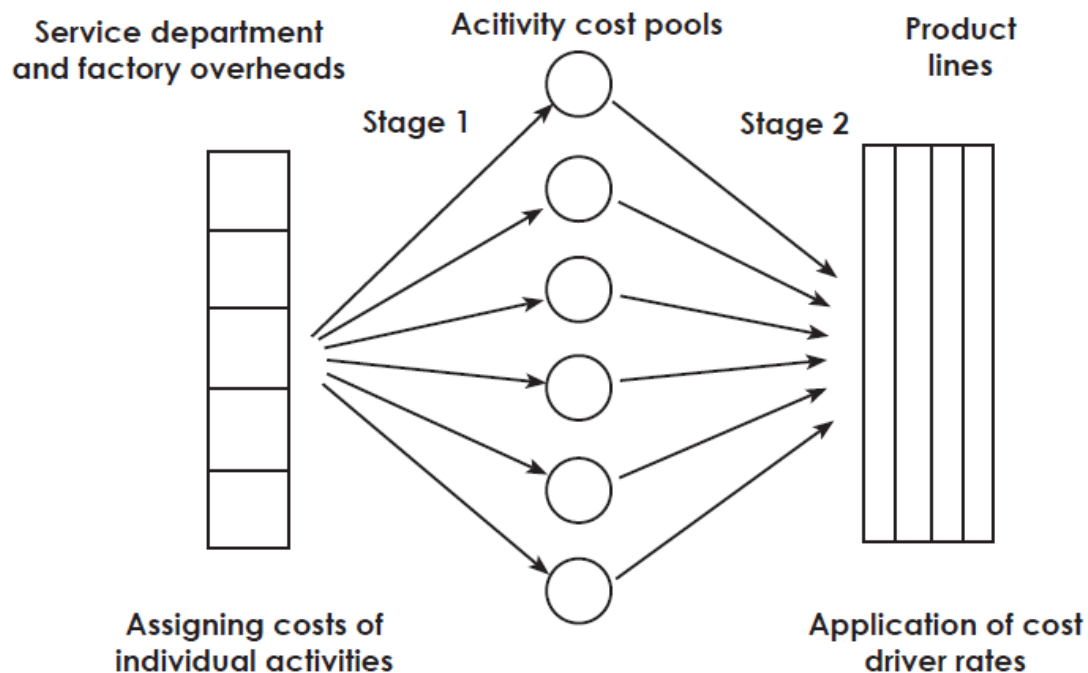 Service department
and factory overheads
Acitivity cost pools
Product
lines
Stage 1
Stage 2
Assigning costs of
individual activities
Application of cost
driver rates